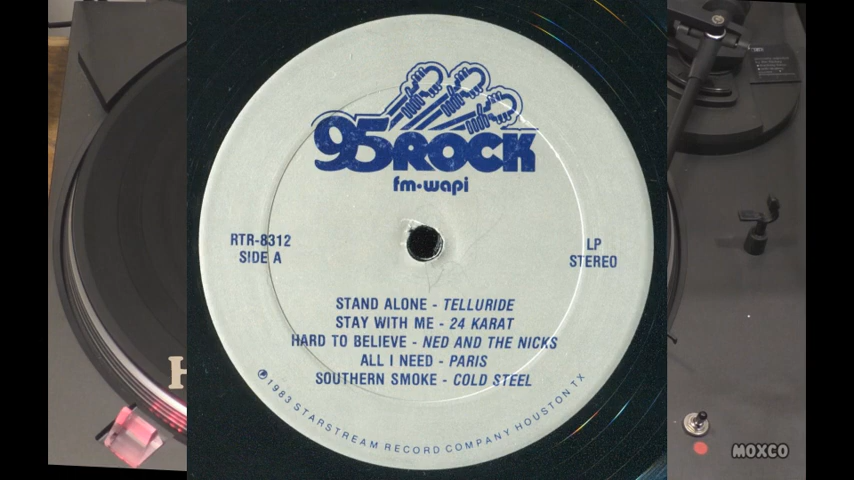 95ROCK
fm·wapi
RTR-8312
SIDE A
LP
STEREO
STAND ALONE - TELLURIDE
STAY WITH ME - 24 KARAT
HARD TO BELIEVE - NED AND THE NICKS
ALL I NEED - PARIS
SOUTHERN SMOKE - COLD STEEL
℗1983 STARSTREAM RECORD COMPANY HOUSTON TX
H
MOXCO